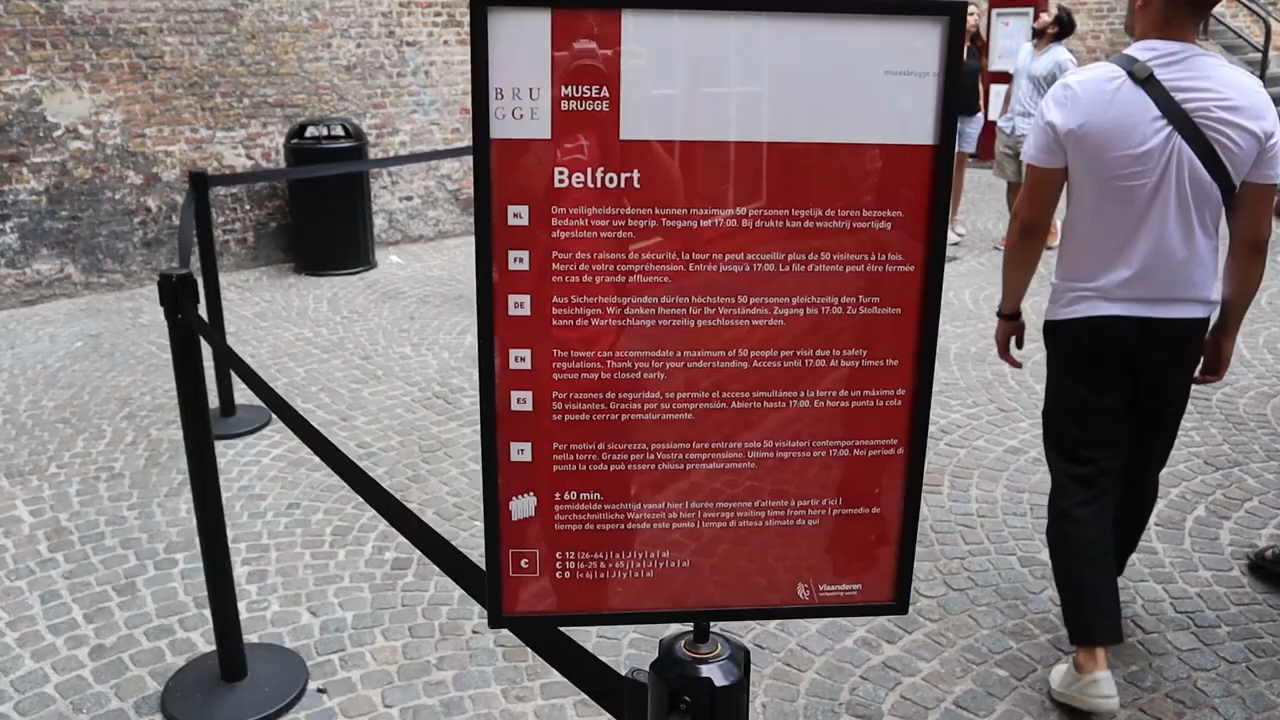 BRU
GGE
MUSEA
BRUGGE
Belfort
NL
Om veiligheidsredenen kunnen maximum 50 personen tegelijk de toren bezoeken.
Bedankt voor uw begrip. Toegang tot 17:00. Bij drukte kan de wachtrij voortijdig
afgesloten worden.
FR
Pour des raisons de sécurité, la tour ne peut accueillir plus de 50 visiteurs à la fois.
Merci de votre compréhension. Entrée jusqu'à 17:00. La file d'attente peut être fermée
en cas de grande affluence.
DE
Aus Sicherheitsgründen dürfen höchstens 50 personen gleichzeitig den Turm
besichtigen. Wir danken Ihenen für Ihr Verständnis. Zugang bis 17:00. Zu Stoßzeiten
kann die Warteschlange vorzeitig geschlossen werden.
EN
The tower can accommodate a maximum of 50 people per visit due to safety
regulations. Thank you for your understanding. Access until 17:00. At busy times the
queue may be closed early.
ES
Por razones de seguridad, se permite el acceso simultáneo a la torre de un máximo de
50 visitantes. Gracias por su comprensión. Abierto hasta 17:00. En horas punta la cola
se puede cerrar prematuramente.
IT
Per motivi di sicurezza, possiamo fare entrare solo 50 visitatori contemporaneamente
nella torre. Grazie per la Vostra comprensione. Ultimo ingresso ore 17:00. Nei periodi di
punta la coda può essere chiusa prematuramente.
± 60 min.
gemiddelde wachttijd vanaf hier | durée moyenne d'attente à partir d'ici |
durchschnittliche Wartezeit ab hier | average waiting time from here | promedio de
tiempo de espera desde este punto | tempo di attesa stimato da qui
€
€ 12 (26-64 j | a | J | y | a | a)
€ 10 (6-25 & > 65 j | a | J | y | a | a)
€ 0 (< 6j | a | J | y | a | a)
Vlaanderen